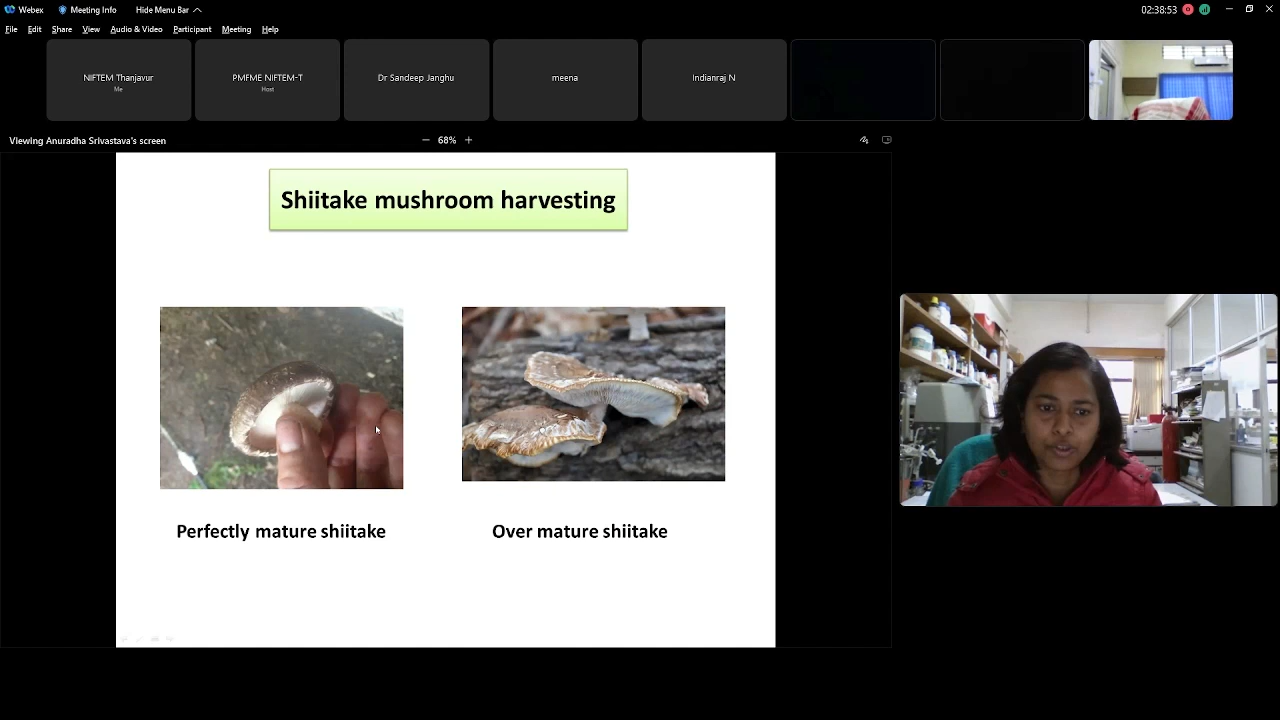 Webex
Meeting Info
Hide Menu Bar
02:38:53
File Edit Share View Audio & Video Participant Meeting Help
NIFTEM Thanjavur
Me
PMFME NIFTEM-T
Host
Dr Sandeep Janghu
meena
Indianraj N
Viewing Anuradha Srivastava's screen
68%
Shiitake mushroom harvesting
Perfectly mature shiitake
Over mature shiitake